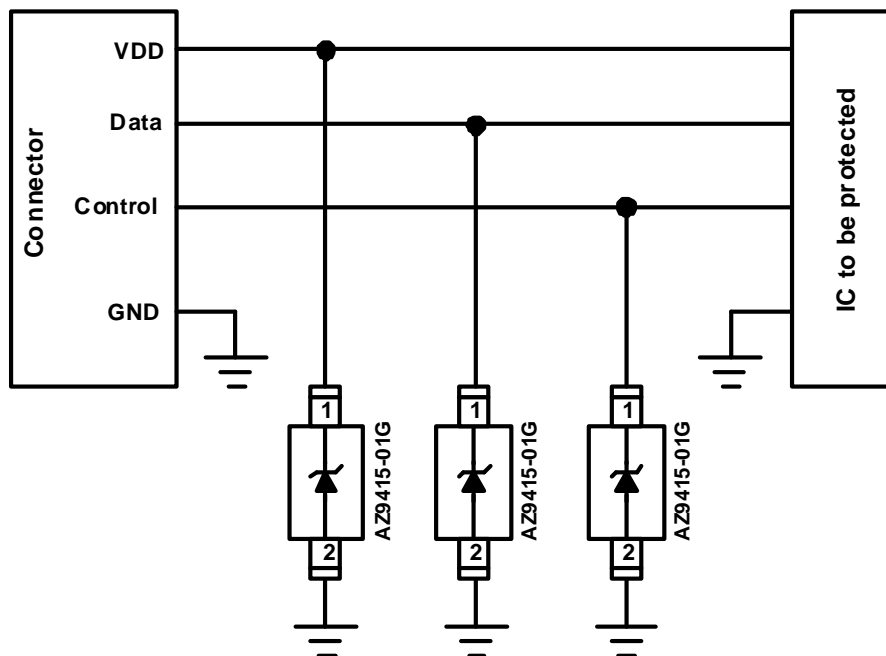 Connector
VDD
Data
Control
GND
IC to be protected
1
AZ9415-01G
2
1
AZ9415-01G
2
1
AZ9415-01G
2